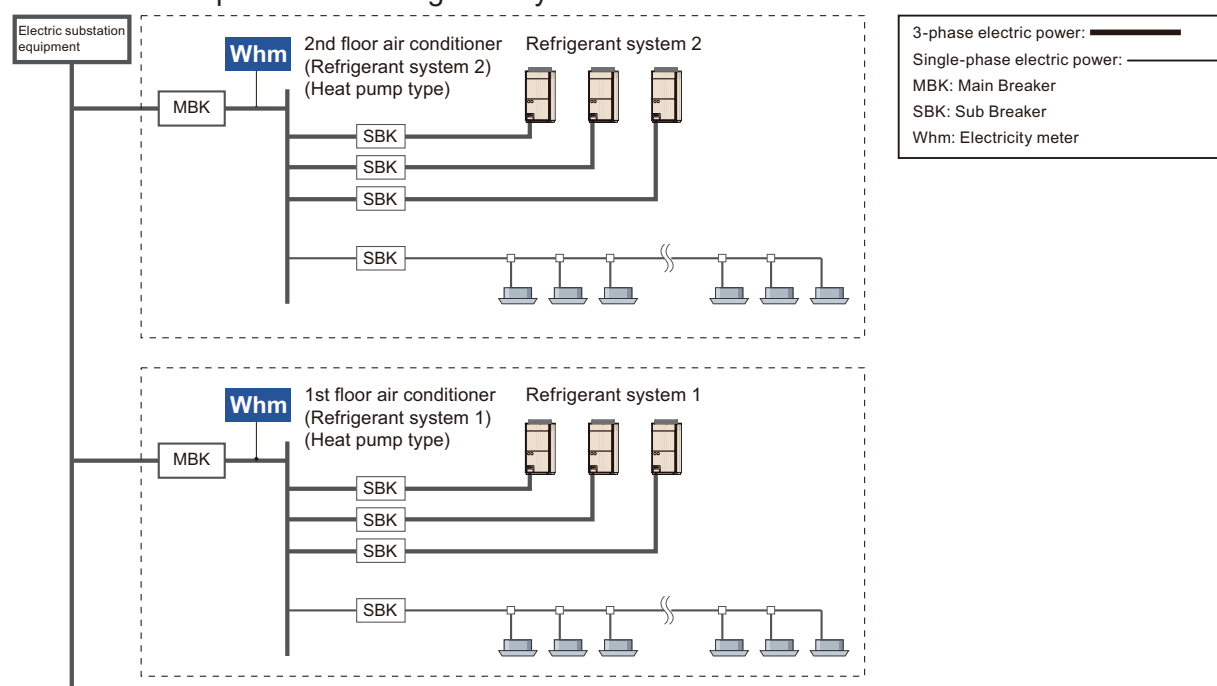 Electric substation
equipment
Whm
2nd floor air conditioner
(Refrigerant system 2)
(Heat pump type)
Refrigerant system 2
MBK
SBK
SBK
SBK
SBK
3-phase electric power:
Single-phase electric power:
MBK: Main Breaker
SBK: Sub Breaker
Whm: Electricity meter
Whm
1st floor air conditioner
(Refrigerant system 1)
(Heat pump type)
Refrigerant system 1
MBK
SBK
SBK
SBK
SBK